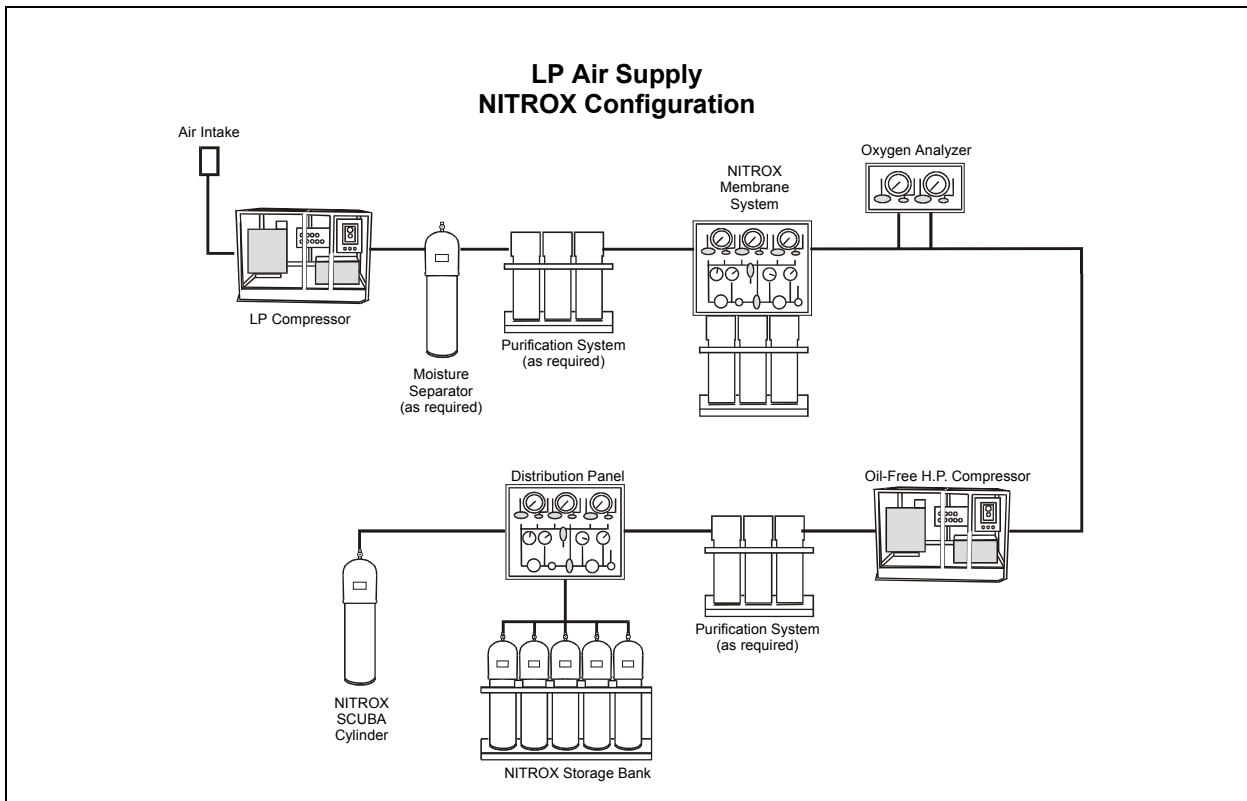 LP Air Supply
NITROX Configuration
Air Intake
LP Compressor
Moisture
Separator
(as required)
Purification System
(as required)
NITROX
Membrane
System
Oxygen Analyzer
Oil-Free H.P. Compressor
Purification System
(as required)
Distribution Panel
NITROX Storage Bank
NITROX
SCUBA
Cylinder